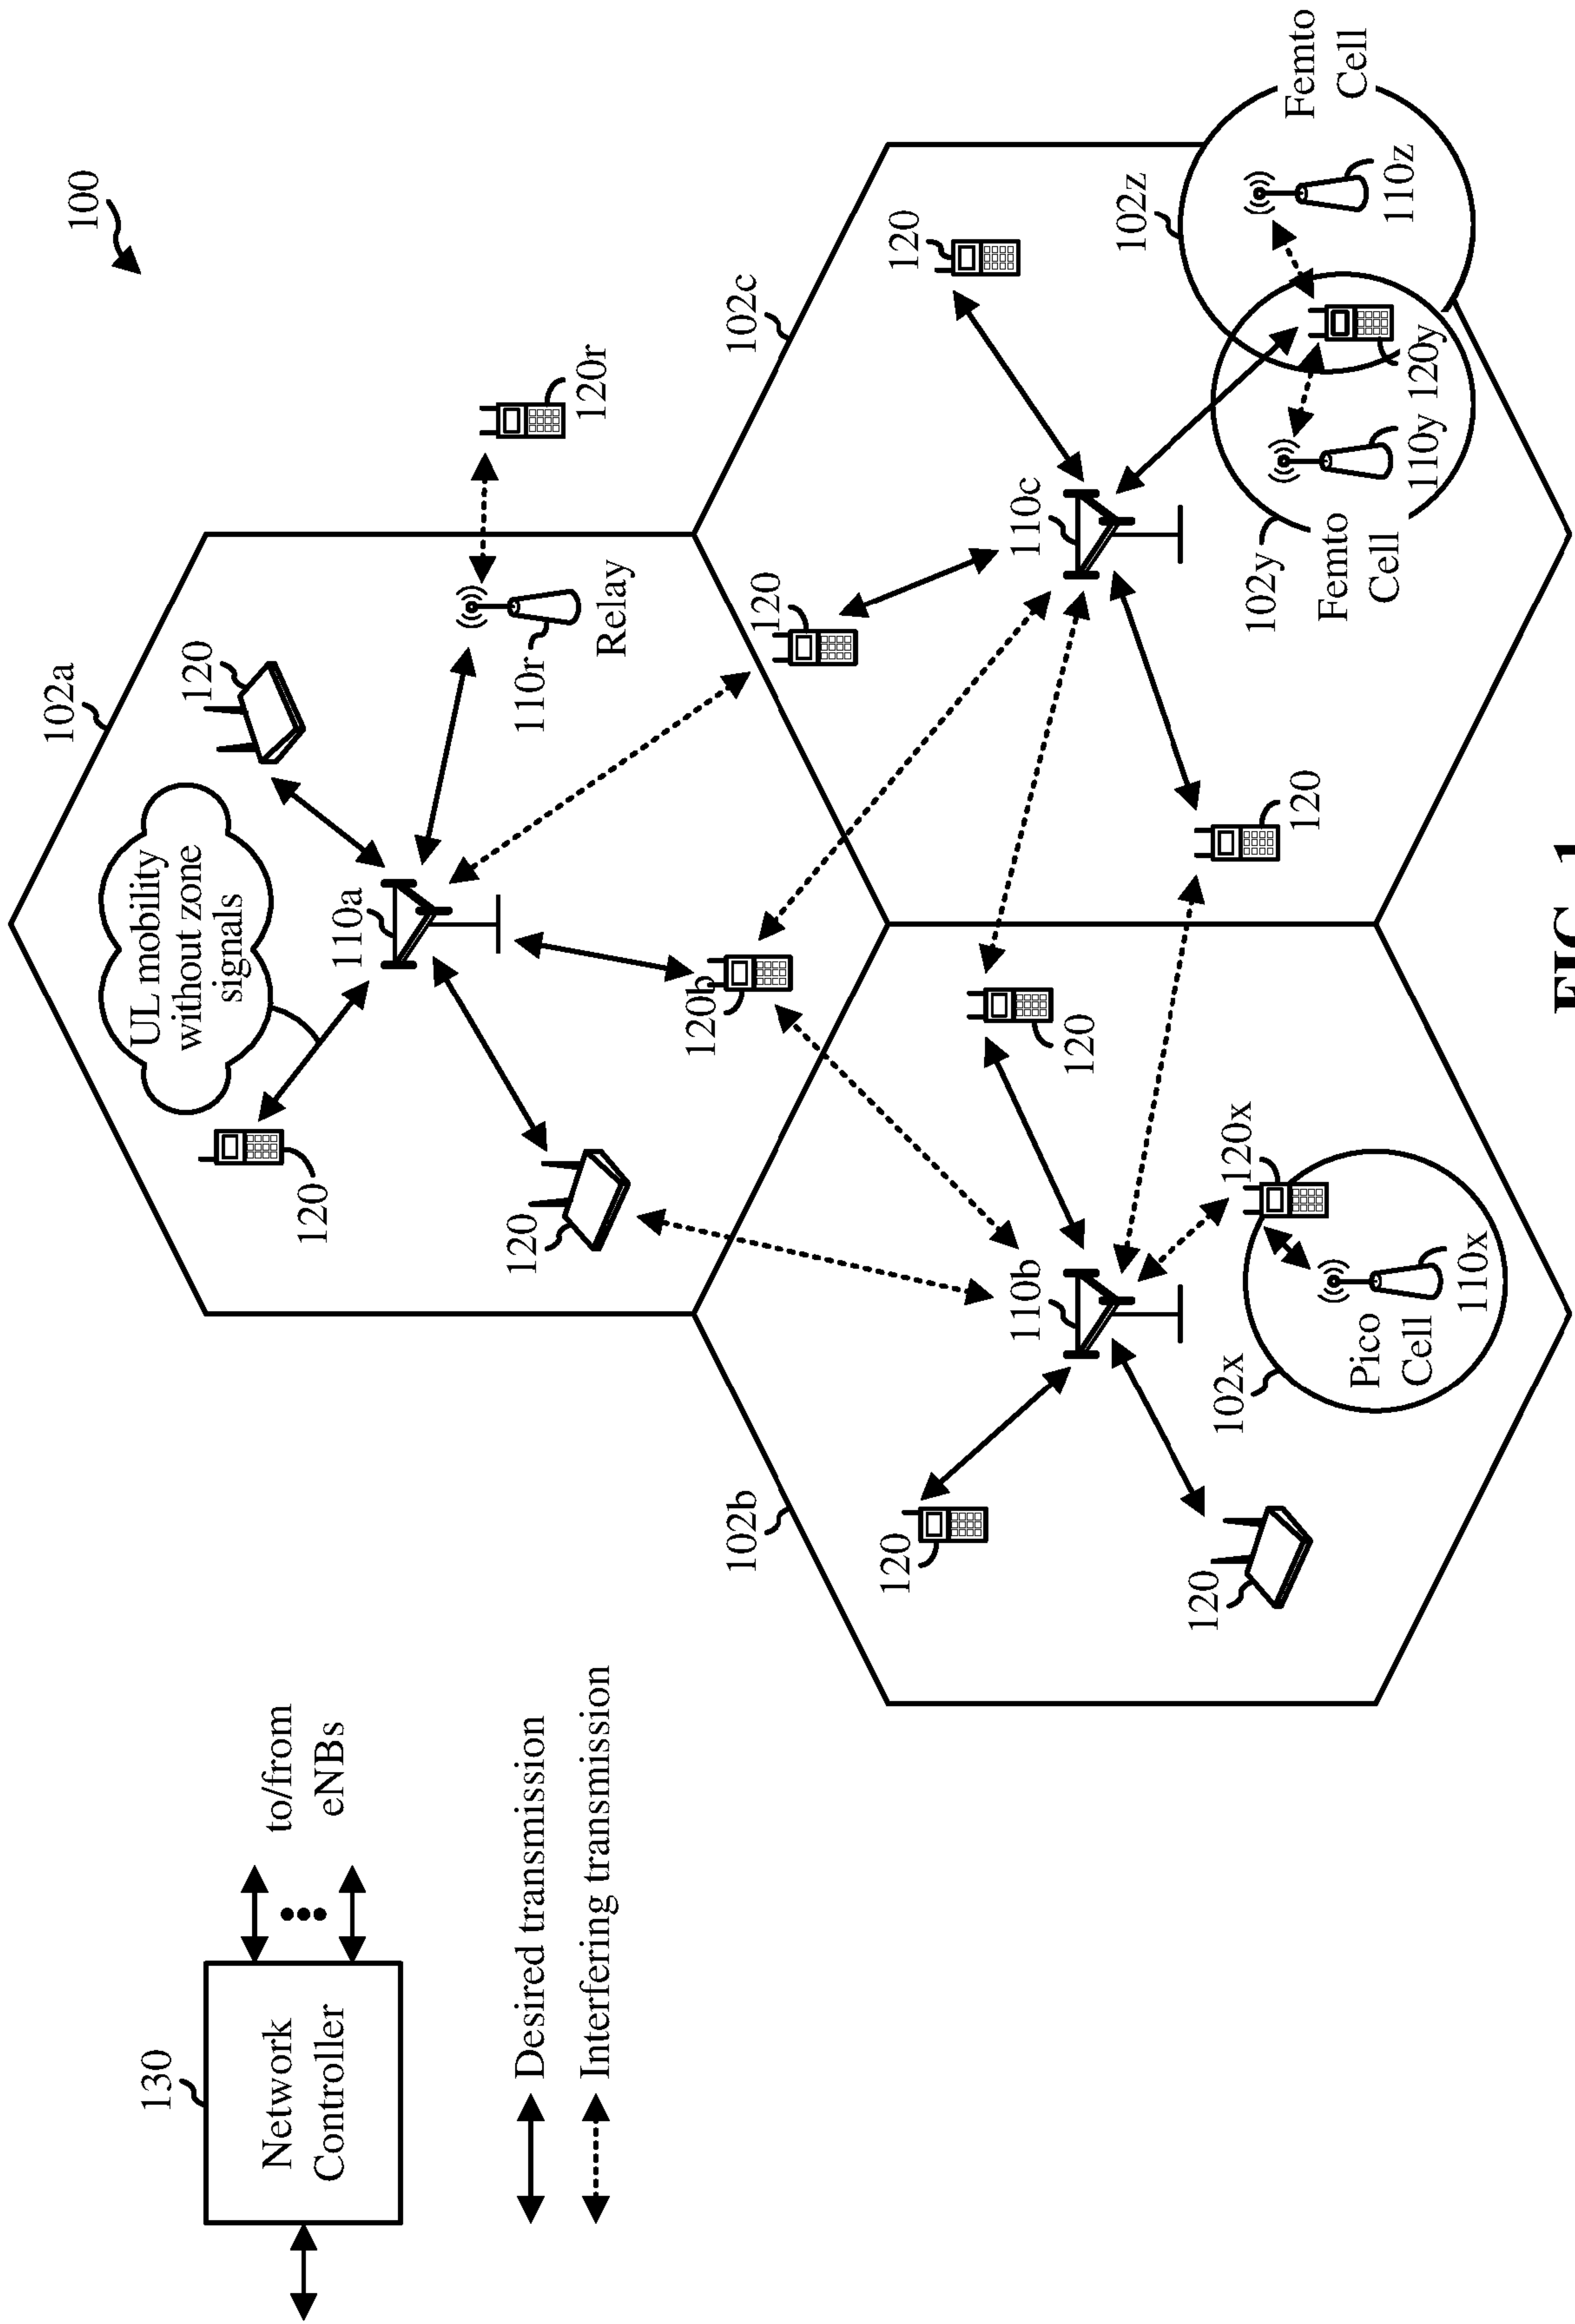 100
130
Network
Controller
to/from
eNBs
Desired transmission
Interfering transmission
102a
UL mobility
without zone
signals
120
120
110a
120
110r
Relay
120r
120
120b
120
102c
102b
120
120
110b
120
102x
Pico
Cell
110x
120x
110c
120
120
102z
Femto
Cell
110z
102y
Femto
Cell
110y
120y
FIG. 1